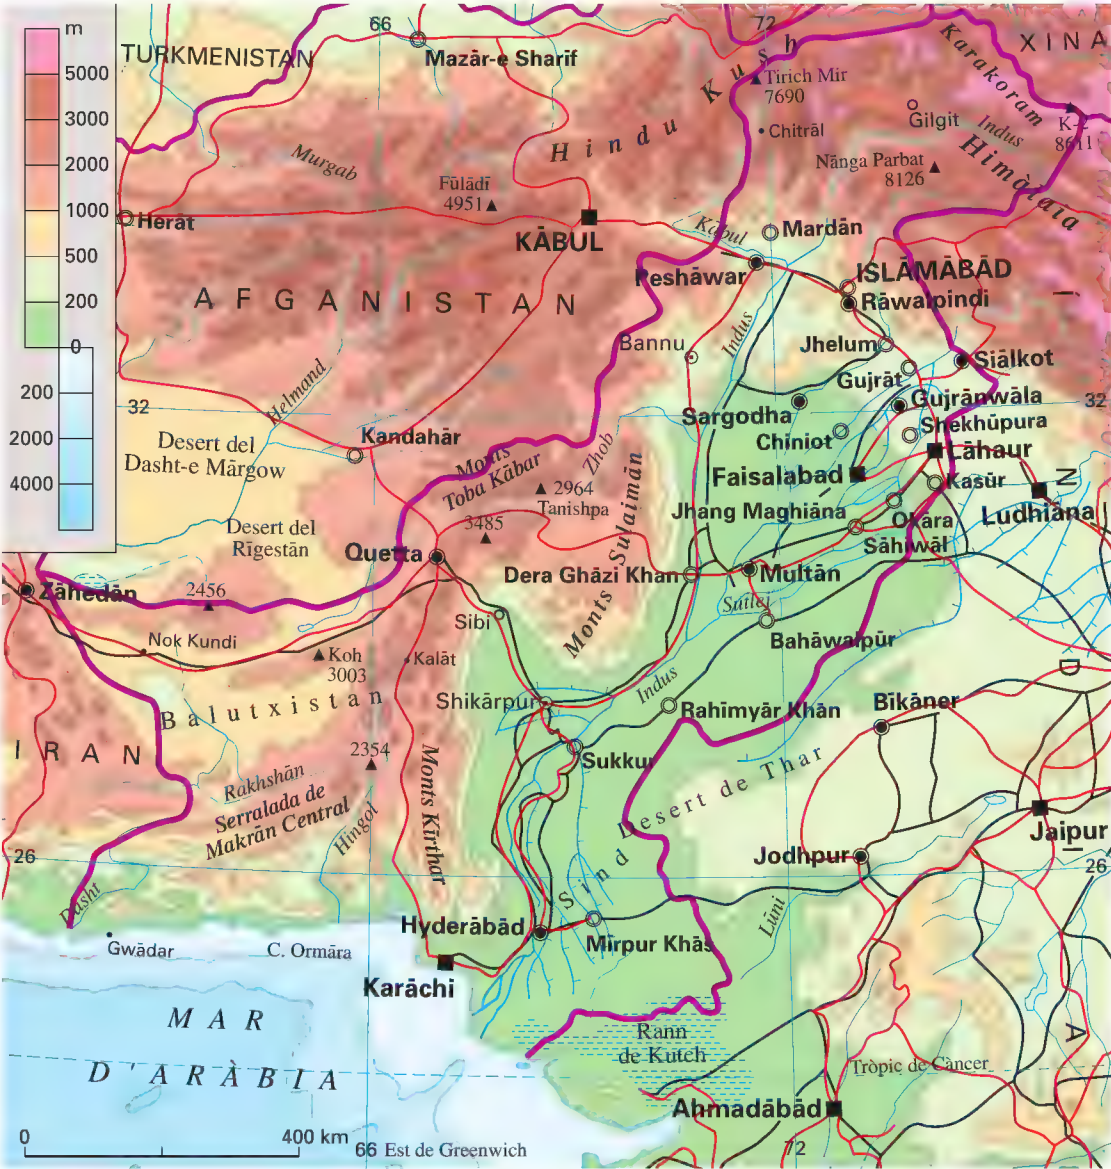 m
5000
3000
2000
1000
500
200
0
200
2000
4000
66
72
TURKMENISTAN
XINA
Mazār-e Sharif
Kush
Tirich Mir
7690
Karakoram
Hindu
Chitrāl
Gilgit
Indus
K-2
8611
Murgab
Nānga Parbat
8126
Himàlaia
Fūlādī
4951
Herāt
KĀBUL
Kābul
Mardān
Peshāwar
ISLĀMĀBĀD
Rāwalpindi
AFGANISTAN
Indus
Bannu
Jhelum
Siālkot
Gujrāt
Helmand
32
Sargodha
Gujrānwāla
32
Shekhūpura
Chiniot
Kandahār
Desert del
Dasht-e Mārgow
Monts
Toba Kābar
Zhob
Lāhaur
Faisalabad
Kasūr
2964
Tanishpa
Monts Sulaimān
Jhang Maghiāna
Okara
Ludhiāna
Desert del
Rīgestān
3485
Sāhīwāl
Quetta
Dera Ghāzi Khan
Multān
Zāhedān
2456
Sutlej
Sibi
Bahāwalpūr
Nok Kundi
Koh
3003
Kalāt
Indus
Shikārpur
Rahīmyār Khān
Bīkāner
Balutxistan
IRAN
2354
Sukkur
Desert de Thar
Rakhshān
Serralada de
Makrān Central
Hingol
Monts Kīrthar
ÍNDIA
Jaipur
26
Jodhpur
26
Sind
Dasht
Lūni
Hyderābād
Mīrpur Khās
Gwādar
C. Ormāra
Karāchi
MAR
D'ARÀBIA
Rann
de Kutch
Tròpic de Càncer
Ahmadābād
0
400 km
66
Est de Greenwich
72